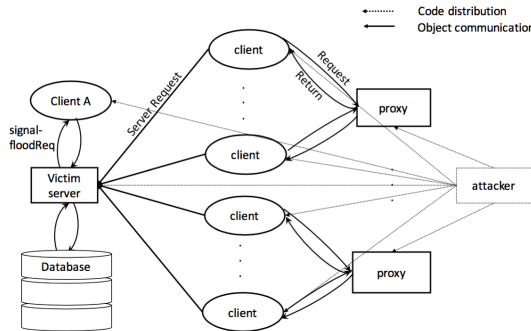 Code distribution
Object communication
client
Request
Return
Server Request
Client A
proxy
signal-
floodReq
client
Victim
server
attacker
client
Database
proxy
client